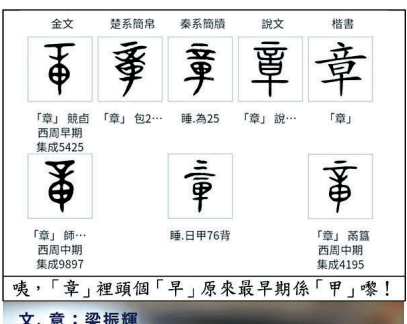 金文 楚系簡帛 秦系簡牘 說文 楷書
「章」 競卣 「章」 包2… 睡.為25 「章」 說… 「章」
西周早期
集成5425
「章」 師… 睡.日甲76背 「章」 㒼簋
西周中期 西周中期
集成9897 集成4195
咦，「章」裡頭個「早」原來最早期係「甲」嚟！
文．意：梁振輝